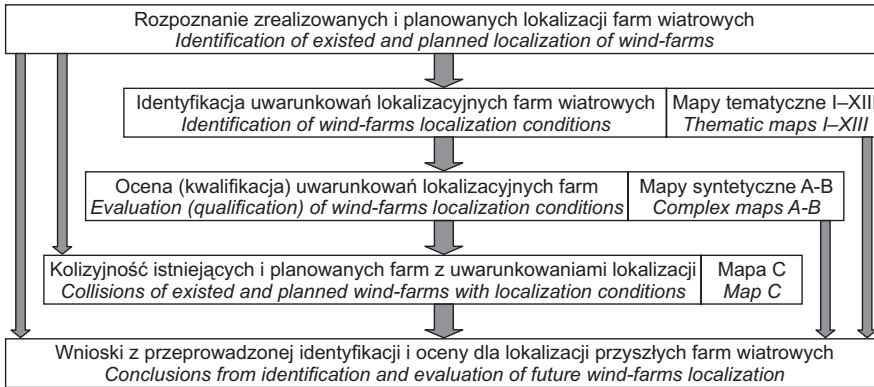 Rozpoznanie zrealizowanych i planowanych lokalizacji farm wiatrowych
Identification of existed and planned localization of wind-farms
Identyfikacja uwarunkowań lokalizacyjnych farm wiatrowych
Identification of wind-farms localization conditions
Mapy tematyczne I–XIII
Thematic maps I–XIII
Ocena (kwalifikacja) uwarunkowań lokalizacyjnych farm
Evaluation (qualification) of wind-farms localization conditions
Mapy syntetyczne A-B
Complex maps A-B
Kolizyjność istniejących i planowanych farm z uwarunkowaniami lokalizacji
Collisions of existed and planned wind-farms with localization conditions
Mapa C
Map C
Wnioski z przeprowadzonej identyfikacji i oceny dla lokalizacji przyszłych farm wiatrowych
Conclusions from identification and evaluation of future wind-farms localization